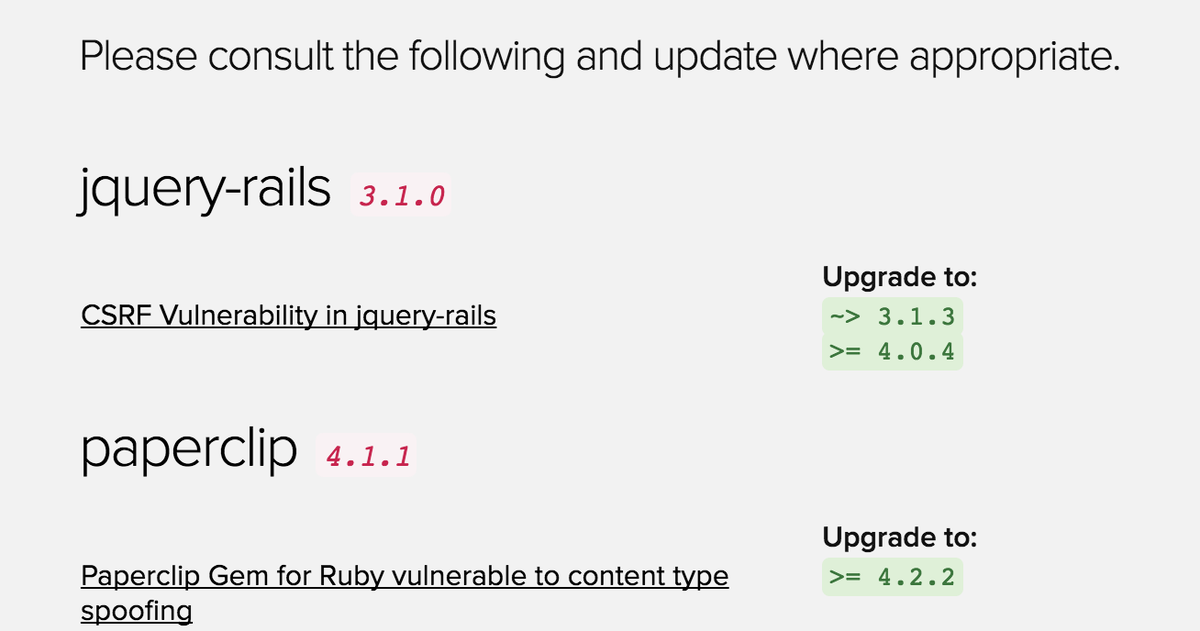 Please consult the following and update where appropriate.
jquery-rails 3.1.0
CSRF Vulnerability in jquery-rails
Upgrade to:
~> 3.1.3
>= 4.0.4
paperclip 4.1.1
Paperclip Gem for Ruby vulnerable to content type
spoofing
Upgrade to:
>= 4.2.2